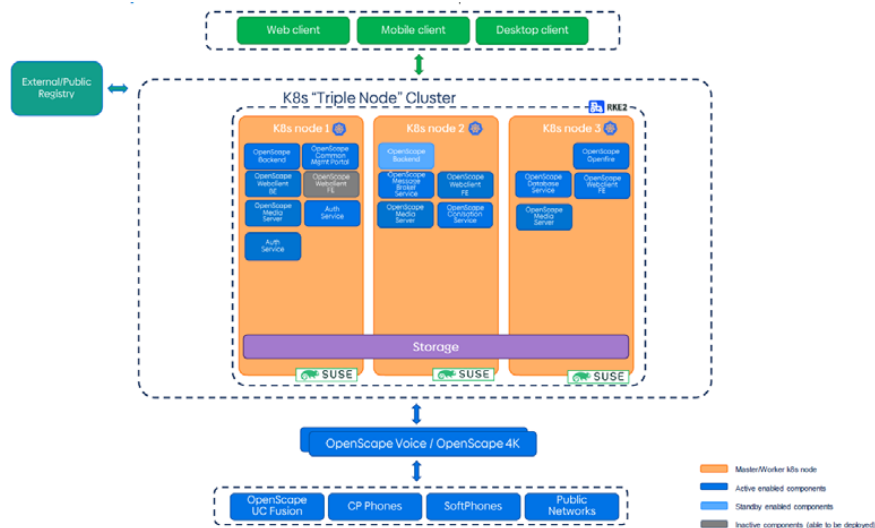 Web client
Mobile client
Desktop client
External/Public
Registry
K8s "Triple Node" Cluster
RKE2
K8s node 1
K8s node 2
K8s node 3
OpenScape
Backend
OpenScape
Common
Mgmt Portal
OpenScape
Webclient
BE
OpenScape
Webclient
FE
OpenScape
Media
Server
Auth
Service
Auth
Service
OpenScape
Backend
OpenScape
Message
Broker
Service
OpenScape
Webclient
FE
OpenScape
Media
Server
OpenScape
Service
OpenScape
Openfire
OpenScape
Database
Service
OpenScape
Webclient
FE
OpenScape
Media
Server
Storage
SUSE
SUSE
SUSE
OpenScape Voice / OpenScape 4K
OpenScape
UC Fusion
CP Phones
SoftPhones
Public
Networks
Master/Worker k8s node
Active enabled components
Standby enabled components
Inactive components (able to be deployed)